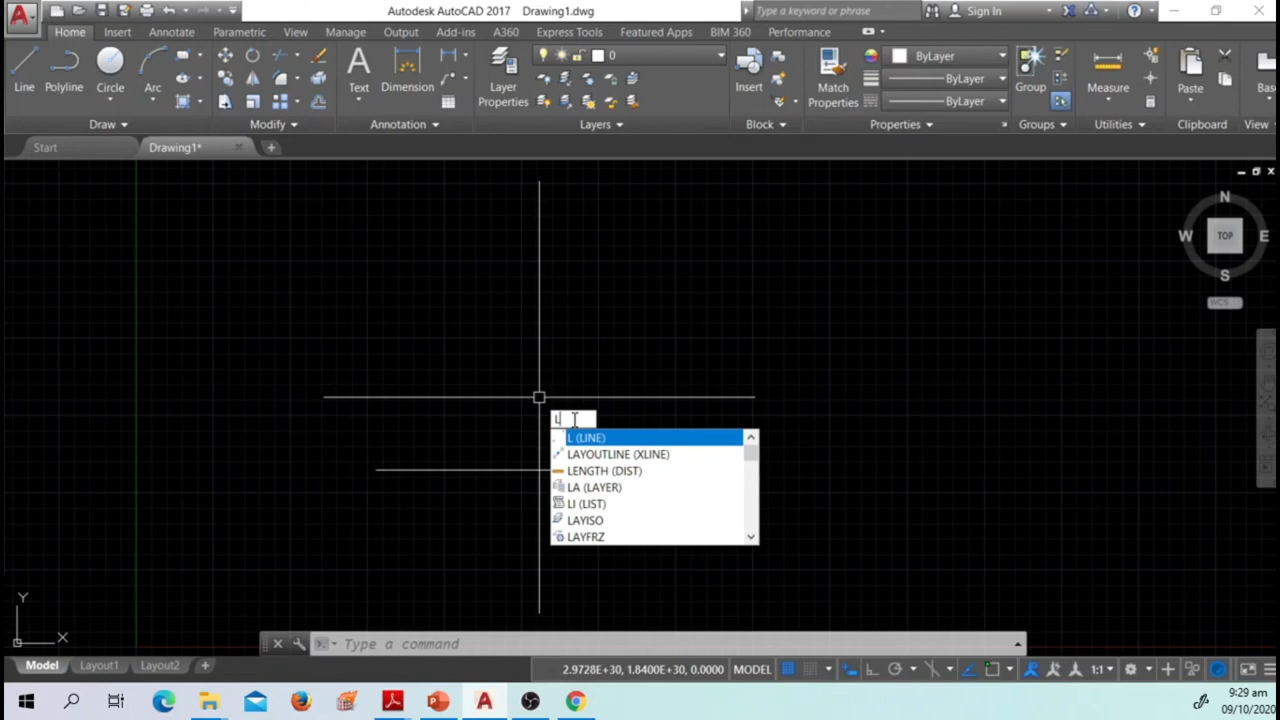 Autodesk AutoCAD 2017 Drawing1.dwg
Type a keyword or phrase
Sign In
Home Insert Annotate Parametric View Manage Output Add-ins A360 Express Tools Featured Apps BIM 360 Performance
0
ByLayer
ByLayer
ByLayer
Line Polyline Circle Arc
Text Dimension
Layer Properties
Insert
Match Properties
Group
Measure
Paste
Bas
Draw Modify Annotation Layers Block Properties Groups Utilities Clipboard View
Start Drawing1*
N
W TOP E
S
WCS
L
L (LINE)
LAYOUTLINE (XLINE)
LENGTH (DIST)
LA (LAYER)
LI (LIST)
LAYISO
LAYFRZ
Y
X
Type a command
Model Layout1 Layout2
2.9728E+30, 1.8400E+30, 0.0000 MODEL 1:1
9:29 am
09/10/2020